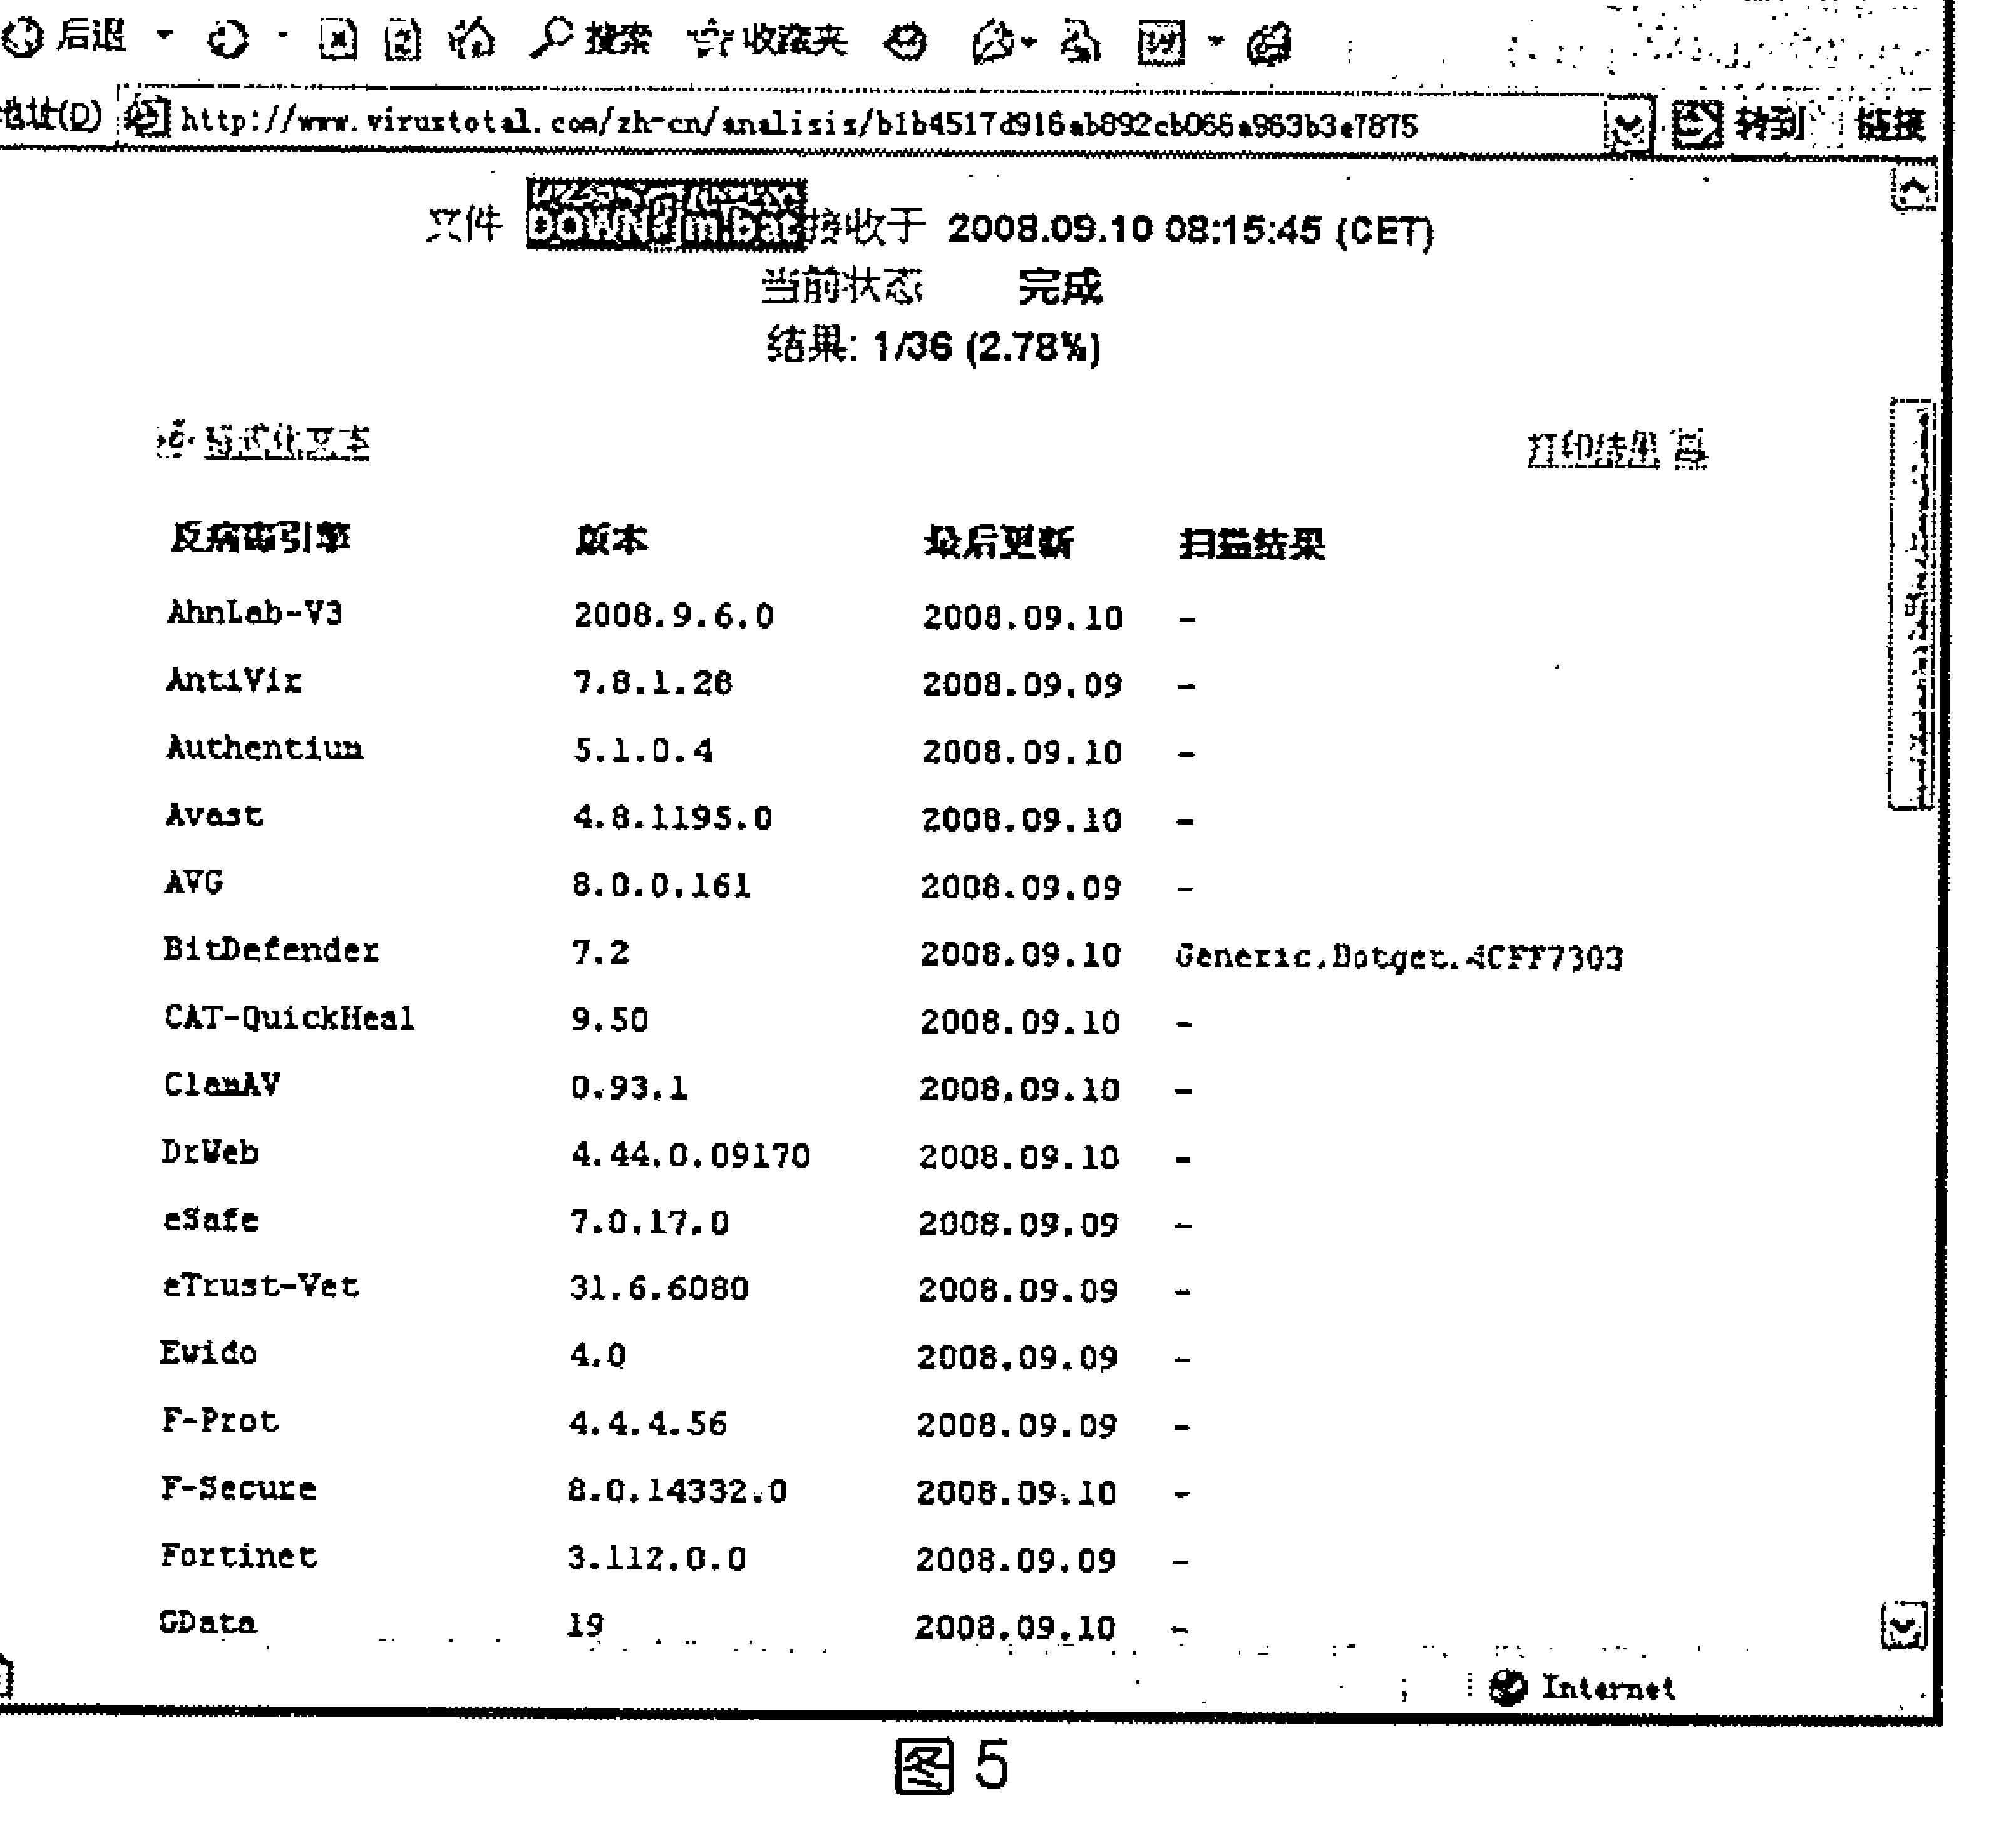 后退 搜索 收藏夹
地址(D) http://www.virustotal.com/zh-cn/analisis/b1b4517d916ab892cb066a963b3e7875 转到 链接
文件 接收于 2008.09.10 08:15:45 (CET)
当前状态 完成
结果: 1/36 (2.78%)
格式化文本 打印结果
反病毒引擎 版本 最后更新 扫描结果
AhnLab-V3 2008.9.6.0 2008.09.10 -
AntiVir 7.8.1.28 2008.09.09 -
Authentium 5.1.0.4 2008.09.10 -
Avast 4.8.1195.0 2008.09.10 -
AVG 8.0.0.161 2008.09.09 -
BitDefender 7.2 2008.09.10 Generic.Botget.4CFF7303
CAT-QuickHeal 9.50 2008.09.10 -
ClamAV 0.93.1 2008.09.10 -
DrWeb 4.44.0.09170 2008.09.10 -
eSafe 7.0.17.0 2008.09.09 -
eTrust-Vet 31.6.6080 2008.09.09 -
Ewido 4.0 2008.09.09 -
F-Prot 4.4.4.56 2008.09.09 -
F-Secure 8.0.14332.0 2008.09.10 -
Fortinet 3.112.0.0 2008.09.09 -
GData 19 2008.09.10 -
Internet
图 5